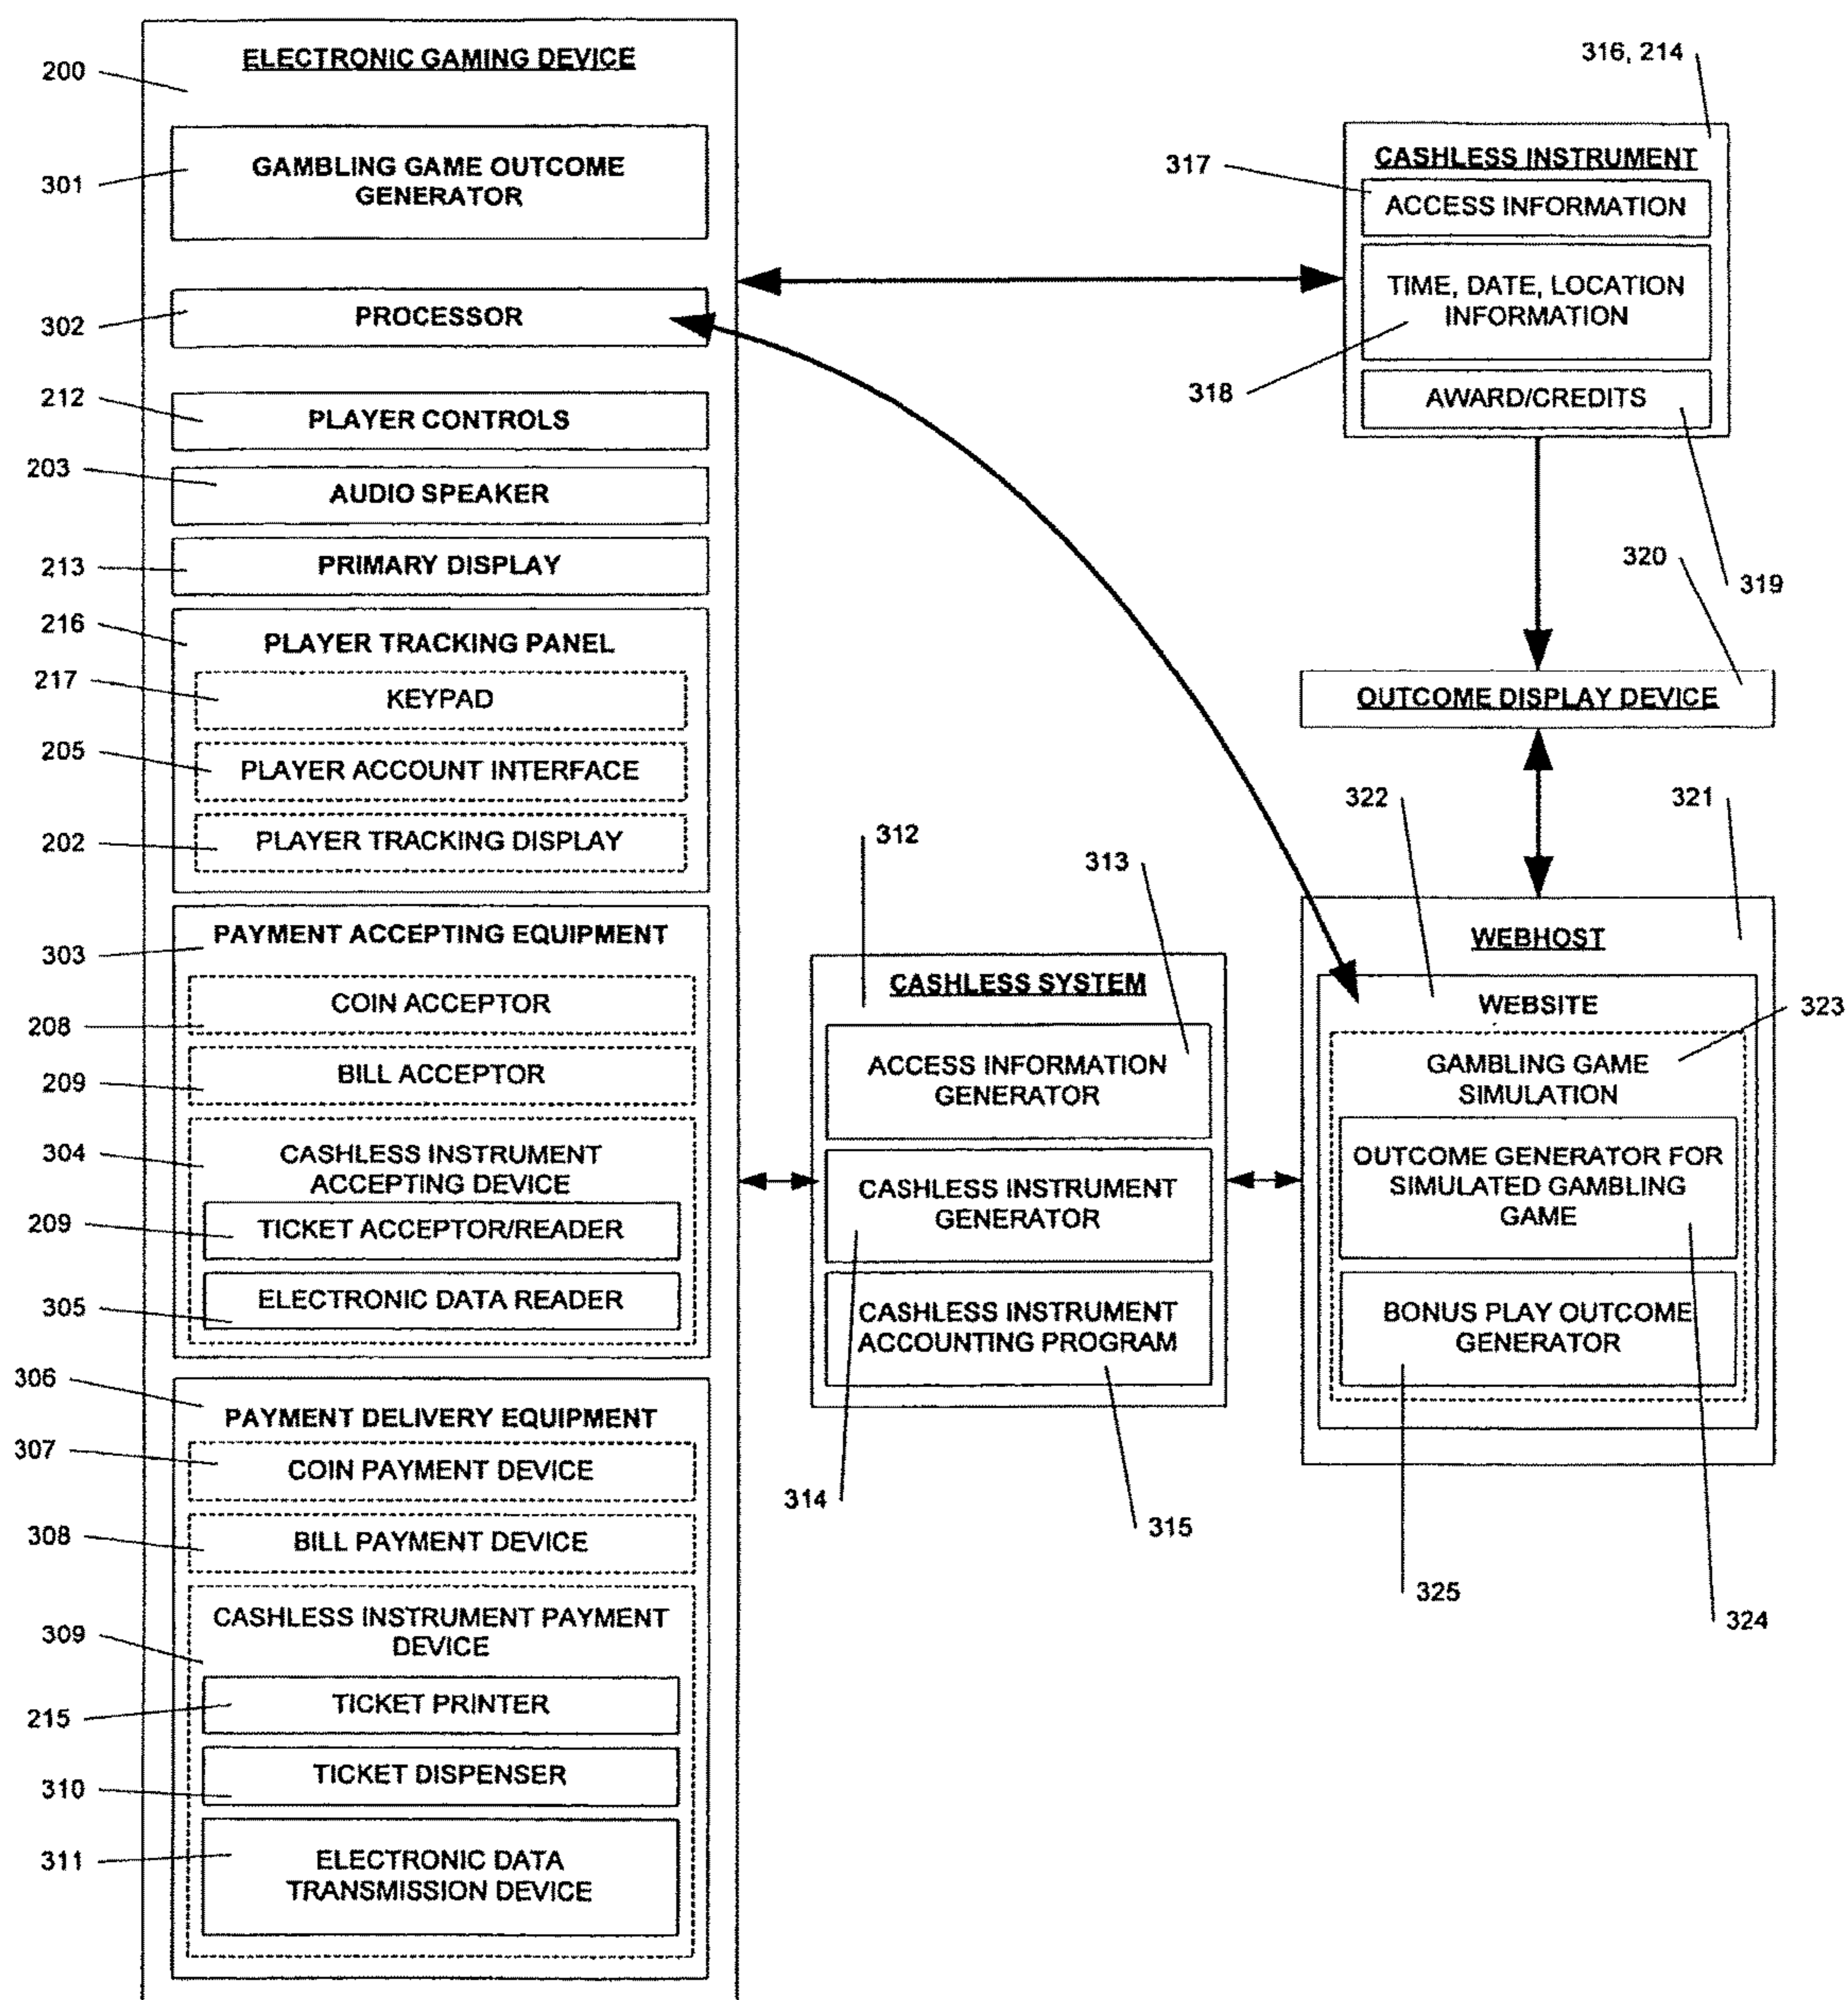 ELECTRONIC GAMING DEVICE
200
GAMBLING GAME OUTCOME
GENERATOR
301
PROCESSOR
302
212
PLAYER CONTROLS
203
AUDIO SPEAKER
213
PRIMARY DISPLAY
216
PLAYER TRACKING PANEL
217
KEYPAD
205
PLAYER ACCOUNT INTERFACE
202
PLAYER TRACKING DISPLAY
303
PAYMENT ACCEPTING EQUIPMENT
COIN ACCEPTOR
208
BILL ACCEPTOR
209
304
CASHLESS INSTRUMENT
ACCEPTING DEVICE
209
TICKET ACCEPTOR/READER
305
ELECTRONIC DATA READER
306
PAYMENT DELIVERY EQUIPMENT
307
COIN PAYMENT DEVICE
308
BILL PAYMENT DEVICE
CASHLESS INSTRUMENT PAYMENT
DEVICE
309
TICKET PRINTER
215
TICKET DISPENSER
310
311
ELECTRONIC DATA
TRANSMISSION DEVICE
312
313
CASHLESS SYSTEM
ACCESS INFORMATION
GENERATOR
CASHLESS INSTRUMENT
GENERATOR
CASHLESS INSTRUMENT
ACCOUNTING PROGRAM
314
315
316, 214
CASHLESS INSTRUMENT
317
ACCESS INFORMATION
TIME, DATE, LOCATION
INFORMATION
318
AWARD/CREDITS
319
320
OUTCOME DISPLAY DEVICE
322
321
WEBHOST
WEBSITE
323
GAMBLING GAME
SIMULATION
OUTCOME GENERATOR FOR
SIMULATED GAMBLING
GAME
BONUS PLAY OUTCOME
GENERATOR
325
324